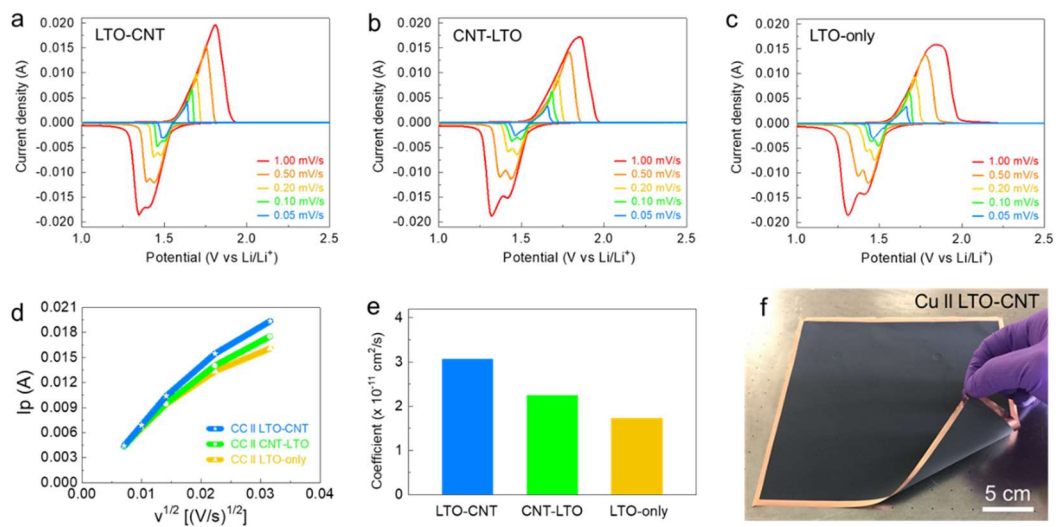 a
LTO-CNT
0.020
0.015
0.010
0.005
0.000
-0.005
-0.010
-0.015
-0.020
Current density (A)
1.00 mV/s
0.50 mV/s
0.20 mV/s
0.10 mV/s
0.05 mV/s
1.0 1.5 2.0 2.5
Potential (V vs Li/Li⁺)
b
CNT-LTO
0.020
0.015
0.010
0.005
0.000
-0.005
-0.010
-0.015
-0.020
Current density (A)
1.00 mV/s
0.50 mV/s
0.20 mV/s
0.10 mV/s
0.05 mV/s
1.0 1.5 2.0 2.5
Potential (V vs Li/Li⁺)
c
LTO-only
0.020
0.015
0.010
0.005
0.000
-0.005
-0.010
-0.015
-0.020
Current density (A)
1.00 mV/s
0.50 mV/s
0.20 mV/s
0.10 mV/s
0.05 mV/s
1.0 1.5 2.0 2.5
Potential (V vs Li/Li⁺)
d
0.021
0.018
0.015
0.012
0.009
0.006
0.003
0.000
Ip (A)
CC II LTO-CNT
CC II CNT-LTO
CC II LTO-only
0.00 0.01 0.02 0.03 0.04
v¹/² [(V/s)¹/²]
e
4
3
2
1
0
Coefficient (x 10⁻¹¹ cm²/s)
LTO-CNT CNT-LTO LTO-only
f
Cu II LTO-CNT
5 cm